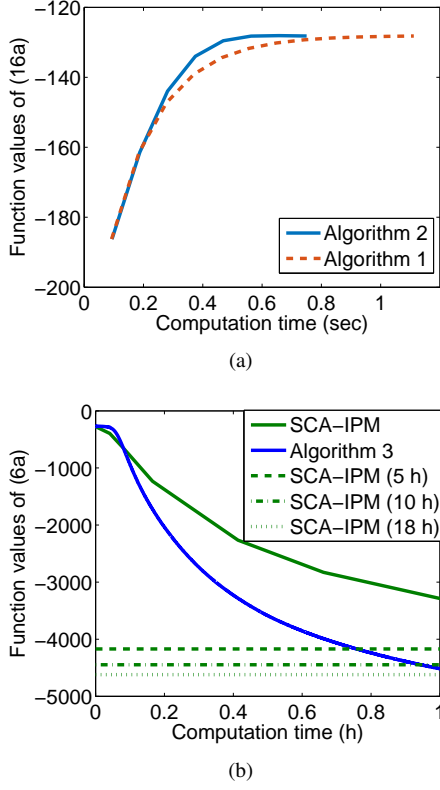 −120
−140
−160
−180
−200
Function values of (16a)
Algorithm 2
Algorithm 1
0 0.2 0.4 0.6 0.8 1
Computation time (sec)
(a)
0
−1000
−2000
−3000
−4000
−5000
Function values of (6a)
SCA−IPM
Algorithm 3
SCA−IPM (5 h)
SCA−IPM (10 h)
SCA−IPM (18 h)
0 0.2 0.4 0.6 0.8 1
Computation time (h)
(b)